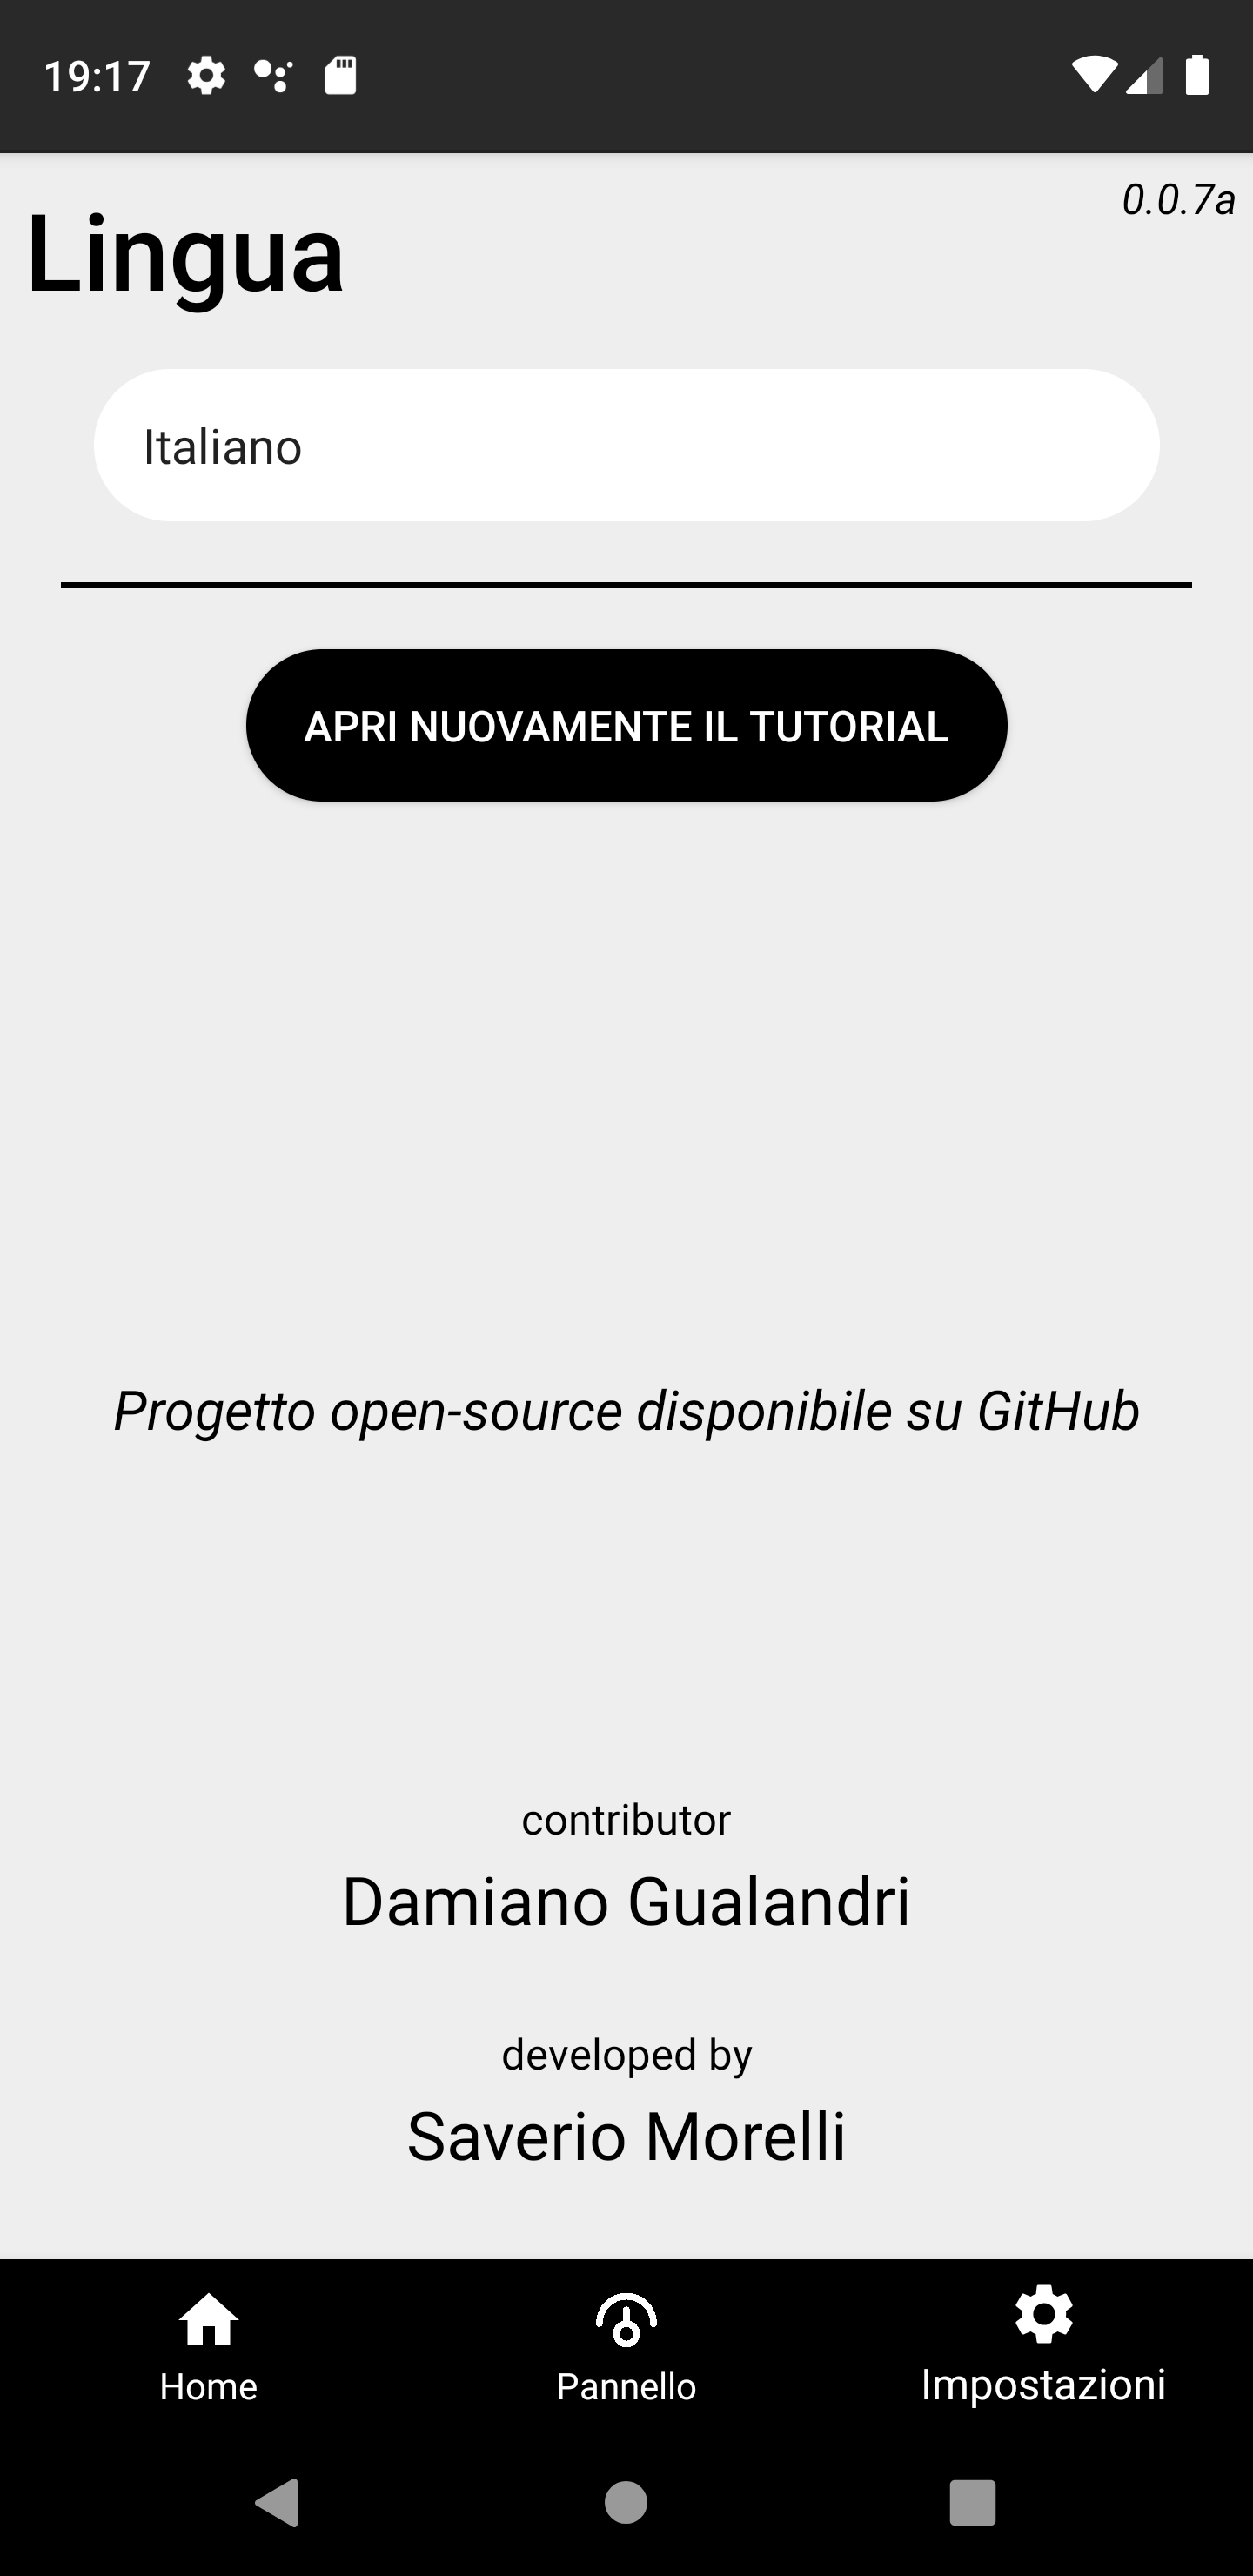 19:17
0.0.7a
Lingua
Italiano
APRI NUOVAMENTE IL TUTORIAL
Progetto open-source disponibile su GitHub
contributor
Damiano Gualandri
developed by
Saverio Morelli
Home
Pannello
Impostazioni